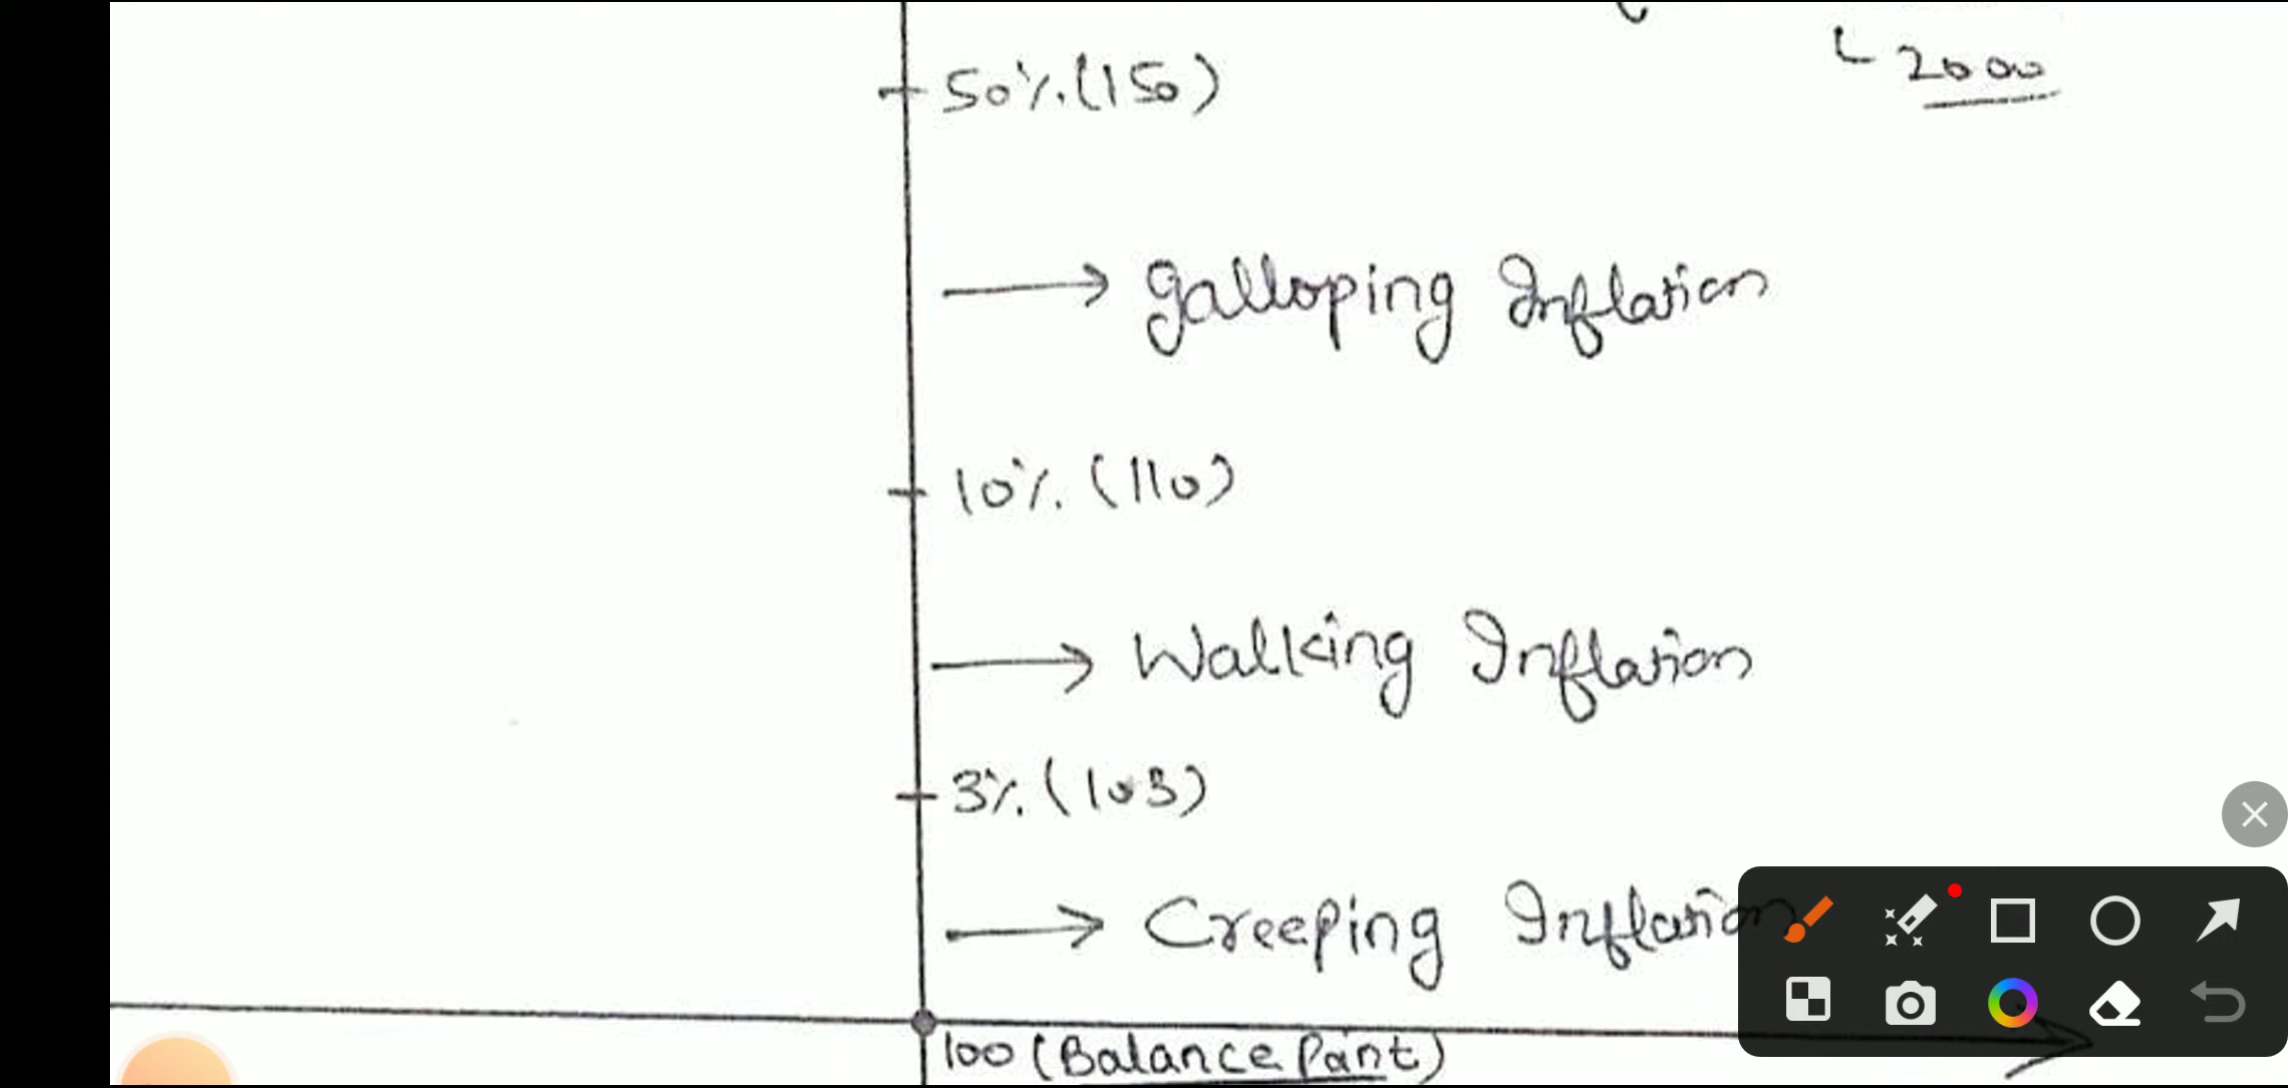 2000
50% (150)
→ galloping Inflation
10% (110)
→ Walking Inflation
3% (103)
→ Creeping Inflation
100 (Balance Point)